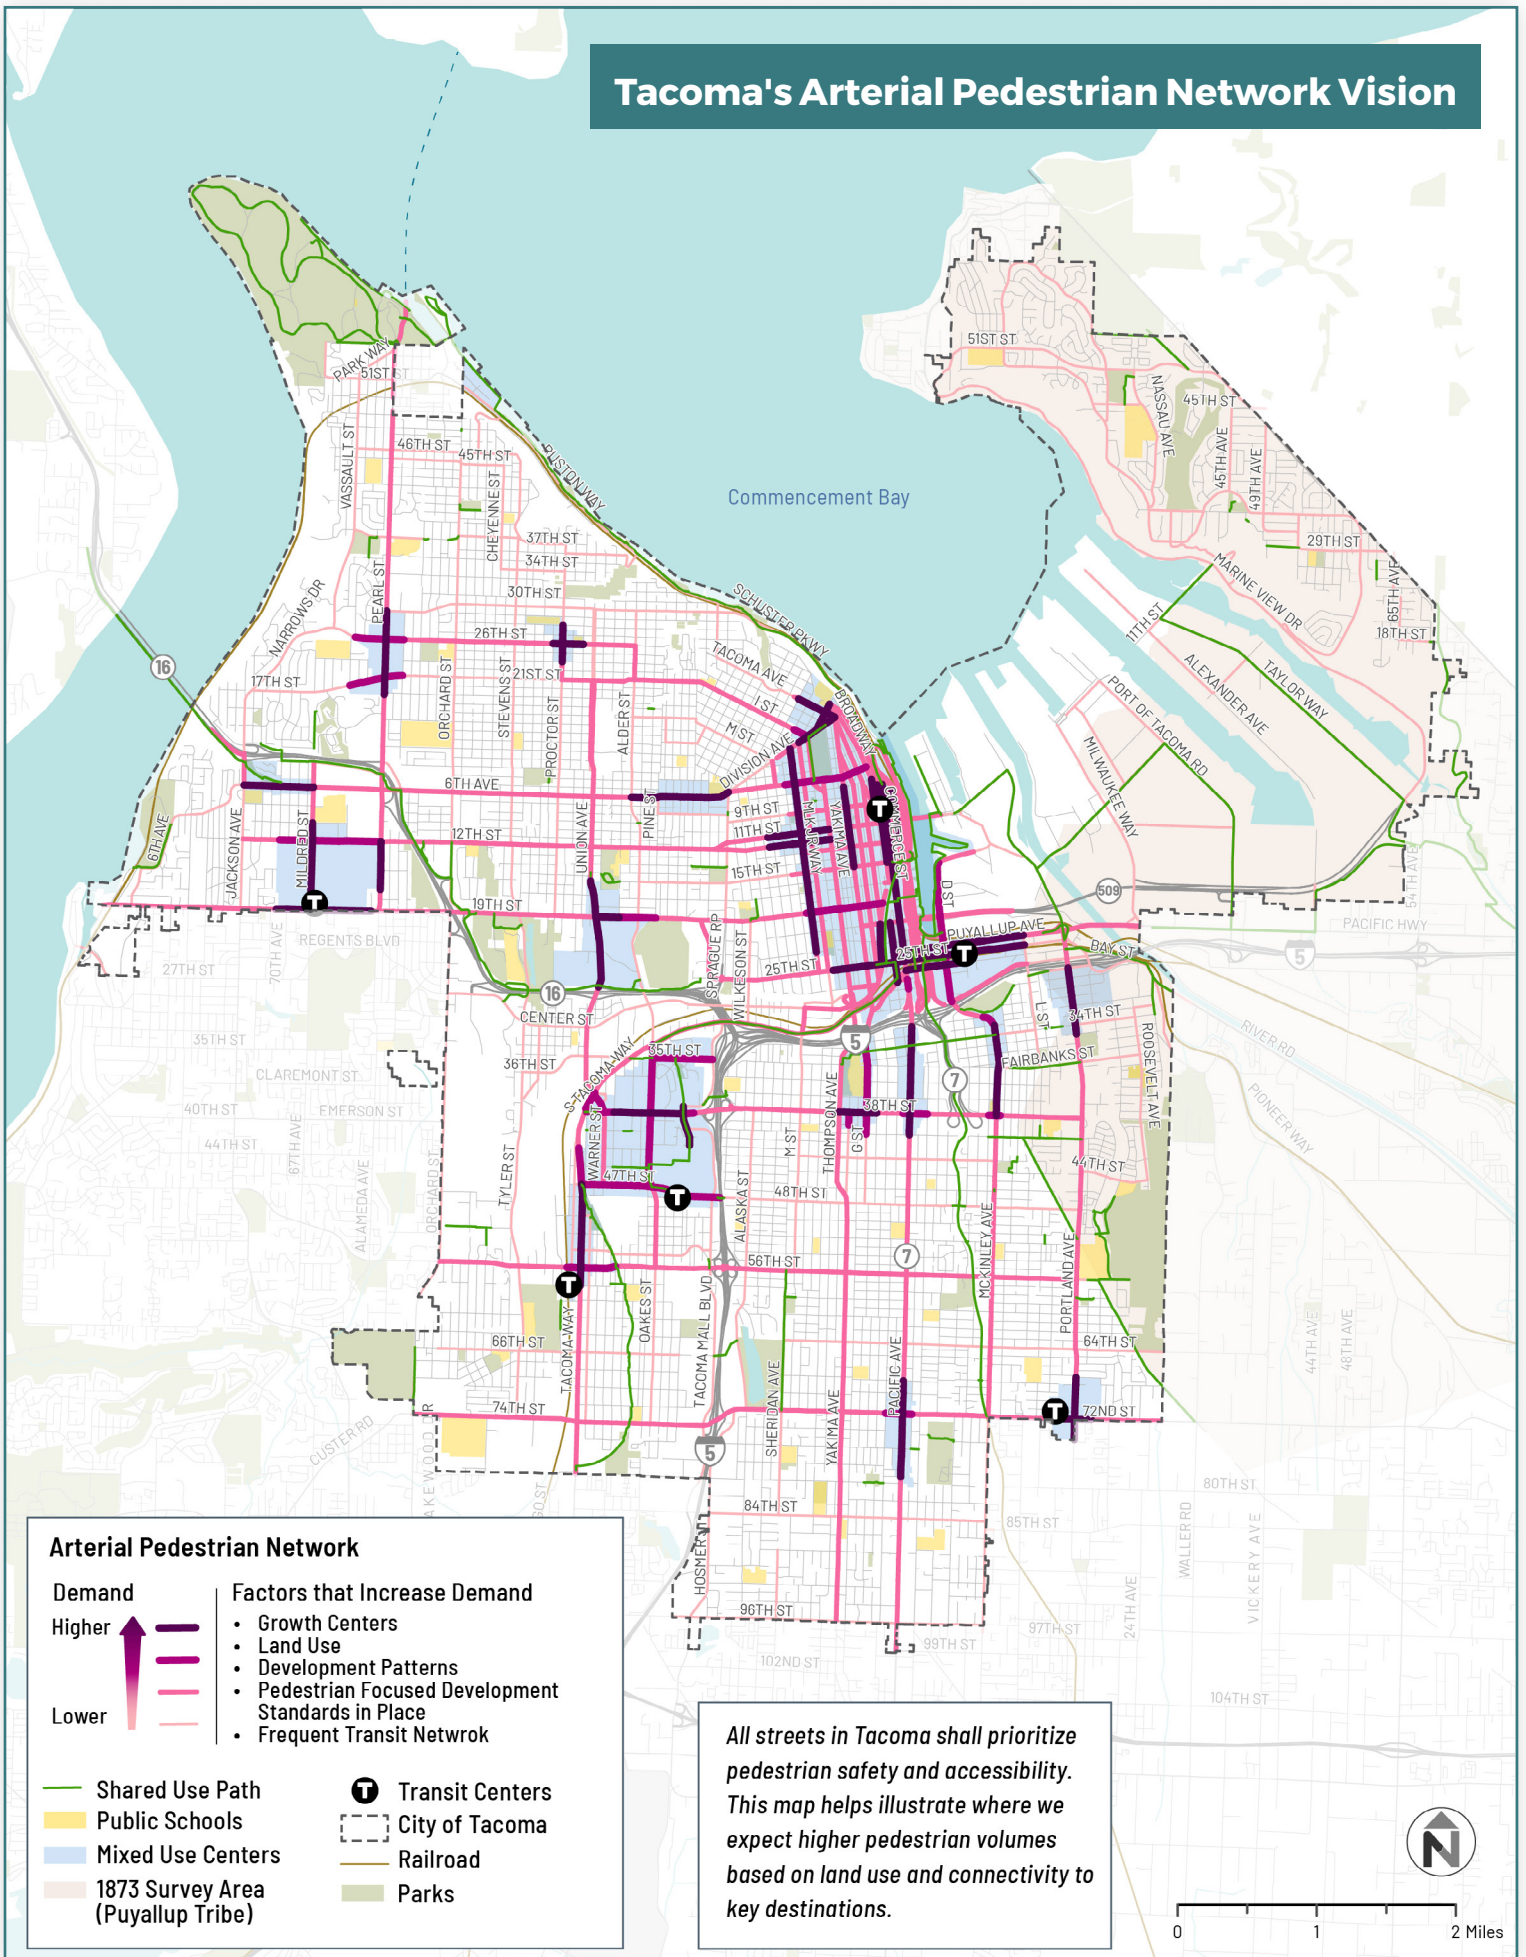 Tacoma's Arterial Pedestrian Network Vision
51ST ST
PARK WAY
51ST ST
NASSAU AVE
45TH ST
VASSAULT ST
46TH ST
45TH ST
RUSTON WAY
45TH AVE
49TH AVE
Commencement Bay
CHEYENNE ST
37TH ST
34TH ST
29TH ST
PEARL ST
30TH ST
SCHUSTER PKWY
MARINE VIEW DR
65TH AVE
NARROWS DR
26TH ST
11TH ST
18TH ST
16
TACOMA AVE
17TH ST
21ST ST
ORCHARD ST
STEVENS ST
PROCTOR ST
ALDER ST
I ST
M ST
BROADWAY
PORT OF TACOMA RD
ALEXANDER AVE
TAYLOR WAY
DIVISION AVE
MILWAUKEE WAY
6TH AVE
PINE ST
9TH ST
11TH ST
15TH ST
MLK JR WAY
YAKIMA AVE
T
COMMERCE ST
6TH AVE
JACKSON AVE
MILDRED ST
12TH ST
UNION AVE
T
19TH ST
D ST
509
54TH AVE
SPRAGUE RP
WILKESON ST
PUYALLUP AVE
PACIFIC HWY
REGENTS BLVD
70TH AVE
27TH ST
25TH ST
25TH ST
T
BAY ST
5
16
CENTER ST
L ST
34TH ST
35TH ST
5
S TACOMA WAY
35TH ST
36TH ST
FAIRBANKS ST
ROOSEVELT AVE
RIVER RD
CLAREMONT ST
7
PIONEER WAY
40TH ST
EMERSON ST
38TH ST
44TH ST
67TH AVE
WARNER ST
M ST
THOMPSON AVE
G ST
44TH ST
ALAMEDA AVE
ORCHARD ST
TYLER ST
47TH ST
T
ALASKA ST
48TH ST
MCKINLEY AVE
7
PORTLAND AVE
56TH ST
T
TACOMA WAY
OAKES ST
TACOMA MALL BLVD
66TH ST
64TH ST
44TH AVE
48TH AVE
SHERIDAN AVE
PACIFIC AVE
YAKIMA AVE
74TH ST
T
72ND ST
CUSTER RD
5
80TH ST
84TH ST
85TH ST
WALLER RD
VICKERY AVE
HOSMER ST
96TH ST
24TH AVE
97TH ST
99TH ST
102ND ST
104TH ST
Arterial Pedestrian Network
Demand
Higher
Lower
Factors that Increase Demand
• Growth Centers
• Land Use
• Development Patterns
• Pedestrian Focused Development
Standards in Place
• Frequent Transit Netwrok
Shared Use Path
Public Schools
Mixed Use Centers
1873 Survey Area
(Puyallup Tribe)
T Transit Centers
City of Tacoma
Railroad
Parks
All streets in Tacoma shall prioritize
pedestrian safety and accessibility.
This map helps illustrate where we
expect higher pedestrian volumes
based on land use and connectivity to
key destinations.
N
0 1 2 Miles